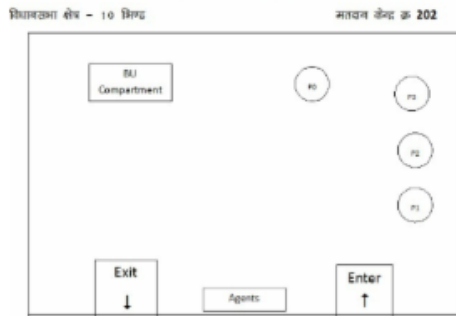 विधानसभा क्षेत्र - 10 भिण्ड
मतदान केन्द्र क्र 202
BU
Compartment
P0
P3
P2
P1
Exit
Enter
Agents